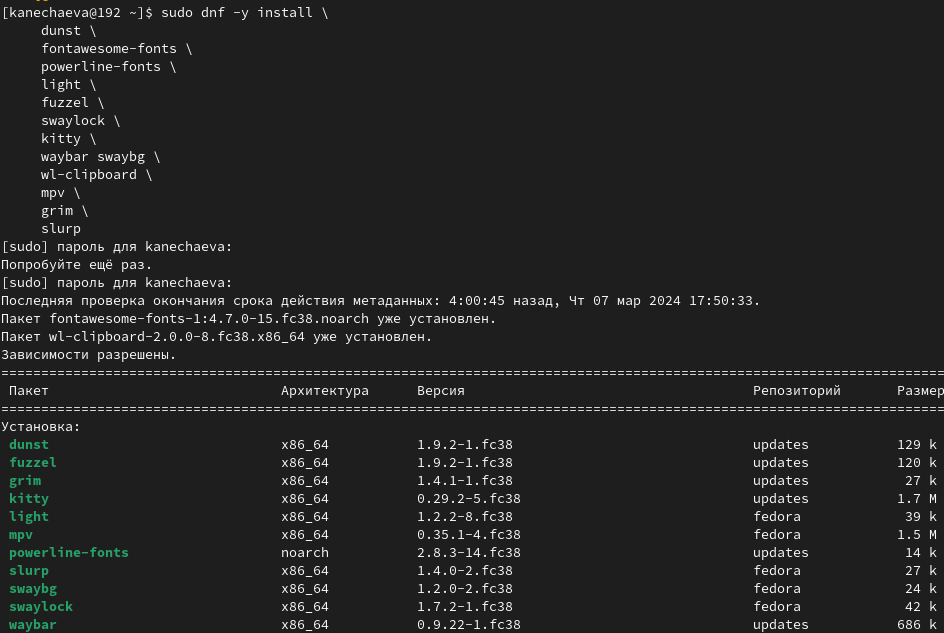 [kanechaeva@192 ~]$ sudo dnf -y install \
dunst \
fontawesome-fonts \
powerline-fonts \
light \
fuzzel \
swaylock \
kitty \
waybar swaybg \
wl-clipboard \
mpv \
grim \
slurp
[sudo] пароль для kanechaeva:
Попробуйте ещё раз.
[sudo] пароль для kanechaeva:
Последняя проверка окончания срока действия метаданных: 4:00:45 назад, Чт 07 мар 2024 17:50:33.
Пакет fontawesome-fonts-1:4.7.0-15.fc38.noarch уже установлен.
Пакет wl-clipboard-2.0.0-8.fc38.x86_64 уже установлен.
Зависимости разрешены.
Пакет Архитектура Версия Репозиторий Размер
Установка:
dunst x86_64 1.9.2-1.fc38 updates 129 k
fuzzel x86_64 1.9.2-1.fc38 updates 120 k
grim x86_64 1.4.1-1.fc38 updates 27 k
kitty x86_64 0.29.2-5.fc38 updates 1.7 M
light x86_64 1.2.2-8.fc38 fedora 39 k
mpv x86_64 0.35.1-4.fc38 fedora 1.5 M
powerline-fonts noarch 2.8.3-14.fc38 updates 14 k
slurp x86_64 1.4.0-2.fc38 fedora 27 k
swaybg x86_64 1.2.0-2.fc38 fedora 24 k
swaylock x86_64 1.7.2-1.fc38 fedora 42 k
waybar x86_64 0.9.22-1.fc38 updates 686 k